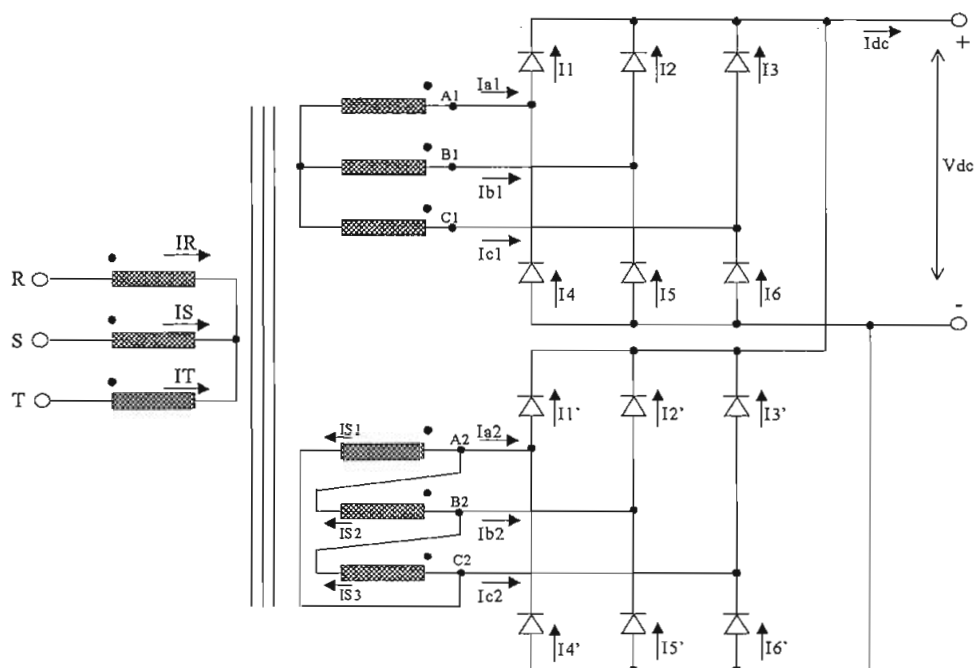 Idc
+
I1
I2
I3
Ia1
A1
B1
Ib1
Vdc
C1
Ic1
IR
R
IS
S
I4
I5
I6
-
IT
T
I1`
I2`
I3`
IS1
A2
Ia2
B2
IS2
Ib2
C2
IS3
Ic2
I4`
I5`
I6`